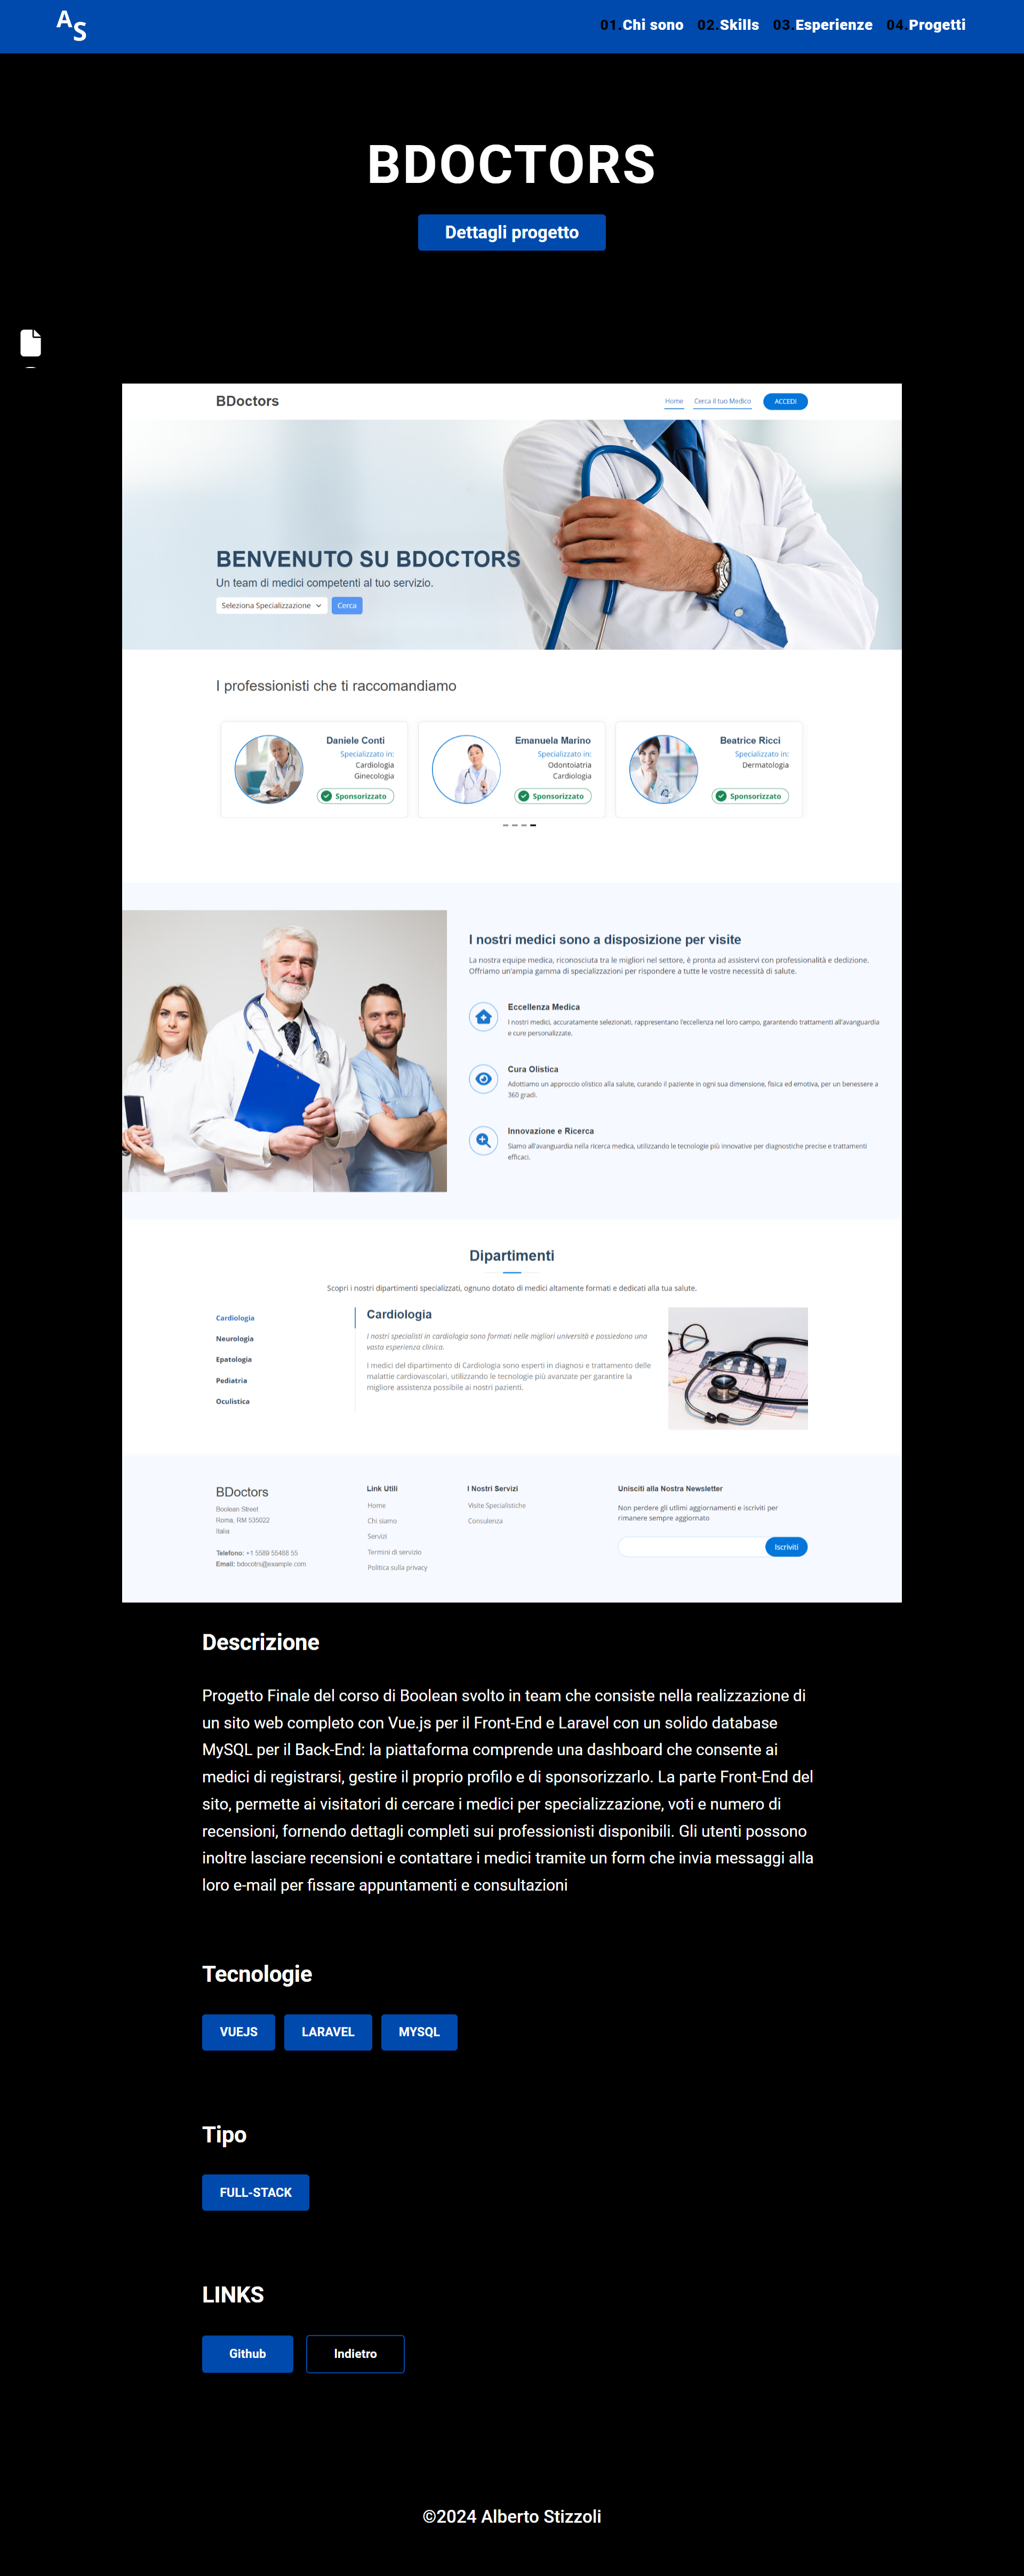 AS
01.Chi sono 02.Skills 03.Esperienze 04.Progetti
BDOCTORS
Dettagli progetto
BDoctors
Home Cerca il tuo Medico ACCEDI
BENVENUTO SU BDOCTORS
Un team di medici competenti al tuo servizio.
Seleziona Specializzazione Cerca
I professionisti che ti raccomandiamo
Daniele Conti
Specializzato in:
Cardiologia
Ginecologia
Sponsorizzato
Emanuela Marino
Specializzato in:
Odontoiatria
Cardiologia
Sponsorizzato
Beatrice Ricci
Specializzato in:
Dermatologia
Sponsorizzato
I nostri medici sono a disposizione per visite
La nostra equipe medica, riconosciuta tra le migliori nel settore, è pronta ad assistervi con professionalità e dedizione.
Offriamo un'ampia gamma di specializzazioni per rispondere a tutte le vostre necessità di salute.
Eccellenza Medica
I nostri medici, accuratamente selezionati, rappresentano l'eccellenza nel loro campo, garantendo trattamenti all'avanguardia
e cure personalizzate.
Cura Olistica
Adottiamo un approccio olistico alla salute, curando il paziente in ogni sua dimensione, fisica ed emotiva, per un benessere a
360 gradi.
Innovazione e Ricerca
Siamo all'avanguardia nella ricerca medica, utilizzando le tecnologie più innovative per diagnostiche precise e trattamenti
efficaci.
Dipartimenti
Scopri i nostri dipartimenti specializzati, ognuno dotato di medici altamente formati e dedicati alla tua salute.
Cardiologia
Neurologia
Epatologia
Pediatria
Oculistica
Cardiologia
I nostri specialisti in cardiologia sono formati nelle migliori università e possiedono una
vasta esperienza clinica.
I medici del dipartimento di Cardiologia sono esperti in diagnosi e trattamento delle
malattie cardiovascolari, utilizzando le tecnologie più avanzate per garantire la
migliore assistenza possibile ai nostri pazienti.
BDoctors
Boolean Street
Roma, RM 535022
Italia
Telefono: +1 5589 55488 55
Email: bdocotrs@example.com
Link Utili
Home
Chi siamo
Servizi
Termini di servizio
Politica sulla privacy
I Nostri Servizi
Visite Specialistiche
Consulenza
Unisciti alla Nostra Newsletter
Non perdere gli utlimi aggiornamenti e iscriviti per
rimanere sempre aggiornato
Iscriviti
Descrizione
Progetto Finale del corso di Boolean svolto in team che consiste nella realizzazione di
un sito web completo con Vue.js per il Front-End e Laravel con un solido database
MySQL per il Back-End: la piattaforma comprende una dashboard che consente ai
medici di registrarsi, gestire il proprio profilo e di sponsorizzarlo. La parte Front-End del
sito, permette ai visitatori di cercare i medici per specializzazione, voti e numero di
recensioni, fornendo dettagli completi sui professionisti disponibili. Gli utenti possono
inoltre lasciare recensioni e contattare i medici tramite un form che invia messaggi alla
loro e-mail per fissare appuntamenti e consultazioni
Tecnologie
VUEJS LARAVEL MYSQL
Tipo
FULL-STACK
LINKS
Github Indietro
©2024 Alberto Stizzoli